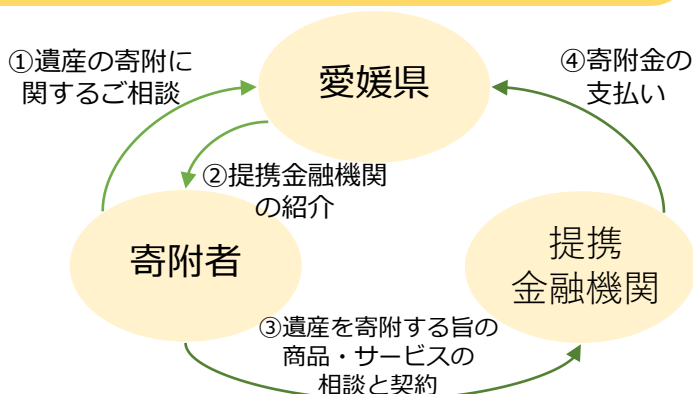 ①遺産の寄附に
関するご相談
愛媛県
④寄附金の
支払い
②提携金融機関
の紹介
寄附者
提携
金融機関
③遺産を寄附する旨の
商品・サービスの
相談と契約